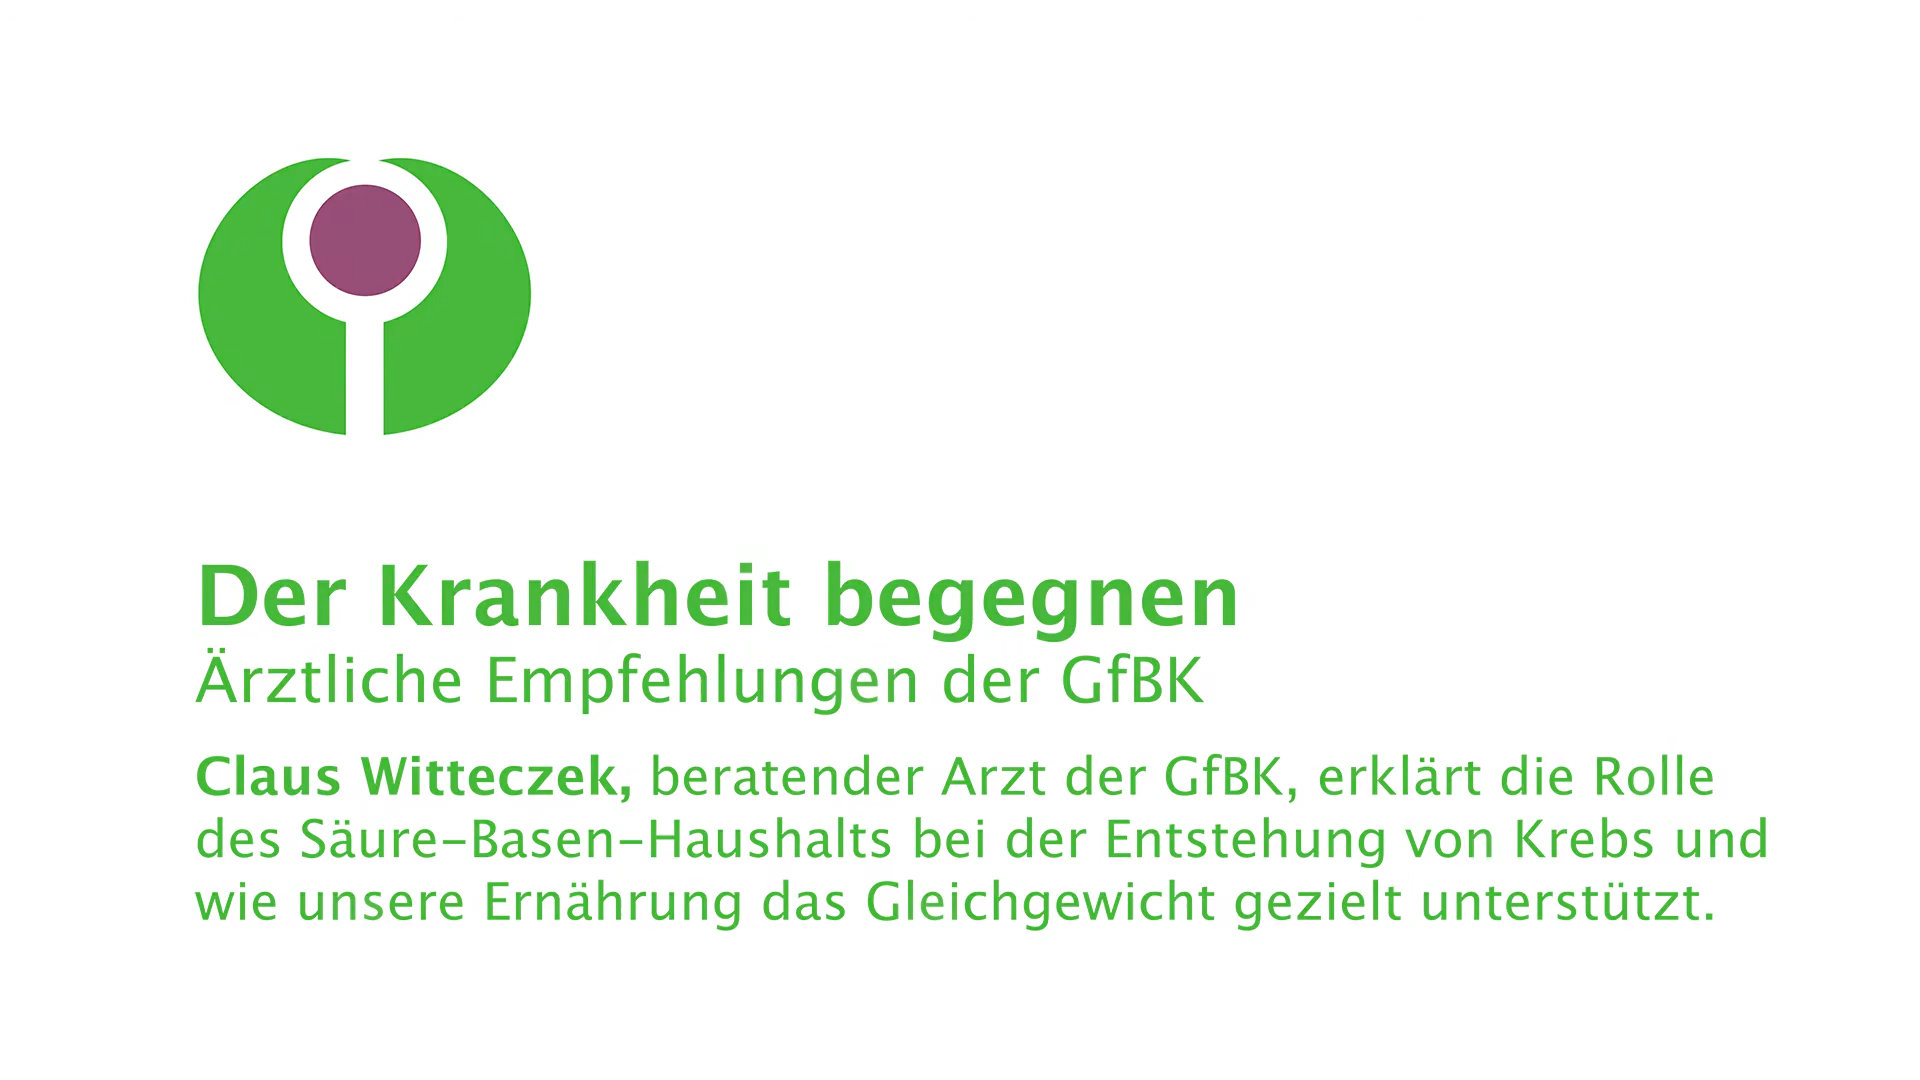 Der Krankheit begegnen
Ärztliche Empfehlungen der GfBK
Claus Witteczek, beratender Arzt der GfBK, erklärt die Rolle
des Säure-Basen-Haushalts bei der Entstehung von Krebs und
wie unsere Ernährung das Gleichgewicht gezielt unterstützt.